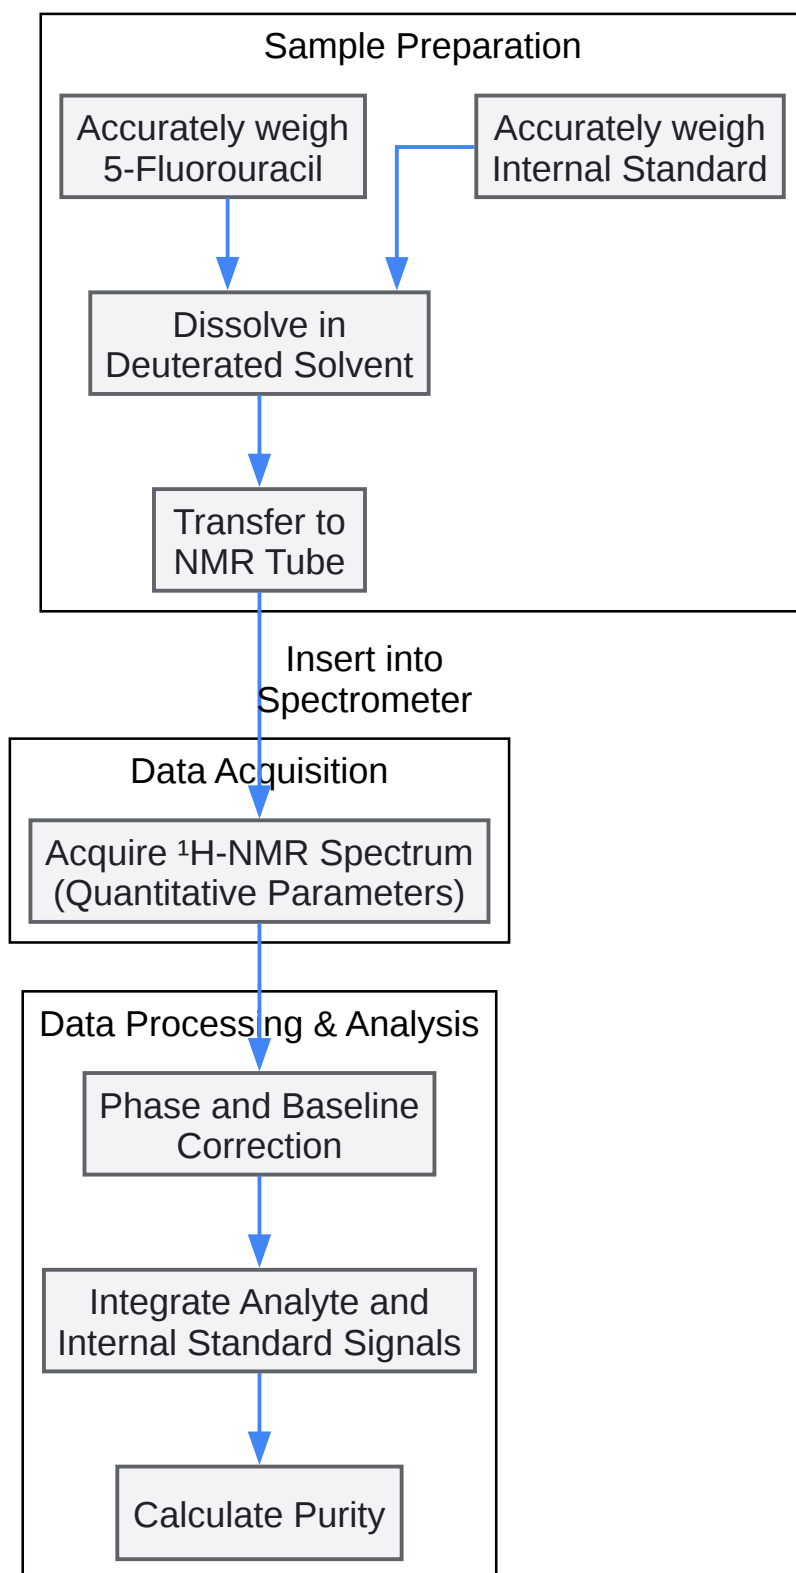 Sample Preparation
Accurately weigh
5-Fluorouracil
Accurately weigh
Internal Standard
Dissolve in
Deuterated Solvent
Transfer to
NMR Tube
Insert into
Spectrometer
Data Acquisition
Acquire ¹H-NMR Spectrum
(Quantitative Parameters)
Data Processing & Analysis
Phase and Baseline
Correction
Integrate Analyte and
Internal Standard Signals
Calculate Purity